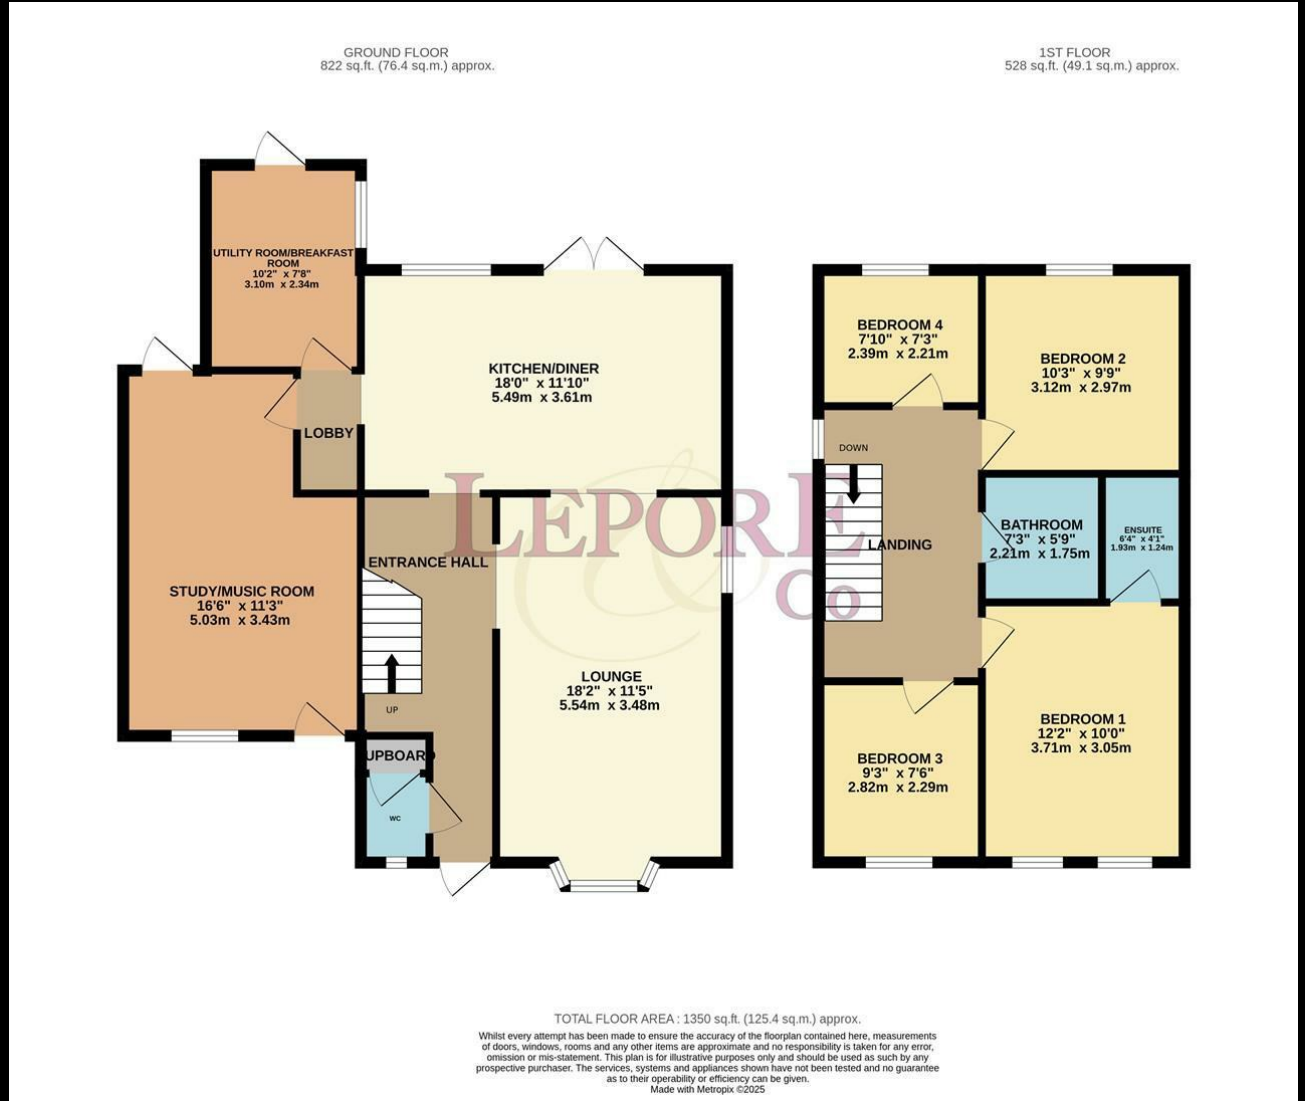 GROUND FLOOR
822 sq.ft. (76.4 sq.m.) approx.
1ST FLOOR
528 sq.ft. (49.1 sq.m.) approx.
UTILITY ROOM/BREAKFAST
ROOM
10'2" x 7'8"
3.10m x 2.34m
KITCHEN/DINER
18'0" x 11'10"
5.49m x 3.61m
LOBBY
STUDY/MUSIC ROOM
16'6" x 11'3"
5.03m x 3.43m
ENTRANCE HALL
UP
UPBOARD
WC
LOUNGE
18'2" x 11'5"
5.54m x 3.48m
BEDROOM 4
7'10" x 7'3"
2.39m x 2.21m
BEDROOM 2
10'3" x 9'9"
3.12m x 2.97m
DOWN
LANDING
BATHROOM
7'3" x 5'9"
2.21m x 1.75m
ENSUITE
6'4" x 4'1"
1.93m x 1.24m
BEDROOM 3
9'3" x 7'6"
2.82m x 2.29m
BEDROOM 1
12'2" x 10'0"
3.71m x 3.05m
LEPORE
&
Co
TOTAL FLOOR AREA : 1350 sq.ft. (125.4 sq.m.) approx.
Whilst every attempt has been made to ensure the accuracy of the floorplan contained here, measurements
of doors, windows, rooms and any other items are approximate and no responsibility is taken for any error,
omission or mis-statement. This plan is for illustrative purposes only and should be used as such by any
prospective purchaser. The services, systems and appliances shown have not been tested and no guarantee
as to their operability or efficiency can be given.
Made with Metropix ©2025